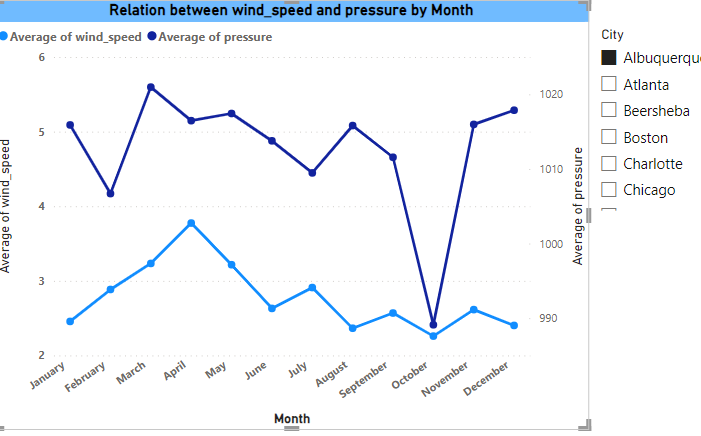 Relation between wind_speed and pressure by Month
Average of wind_speed Average of pressure
6
5
4
3
2
Average of wind_speed
1020
1010
1000
990
Average of pressure
January
February
March
April
May
June
July
August
September
October
November
December
Month
City
Albuquerqu
Atlanta
Beersheba
Boston
Charlotte
Chicago